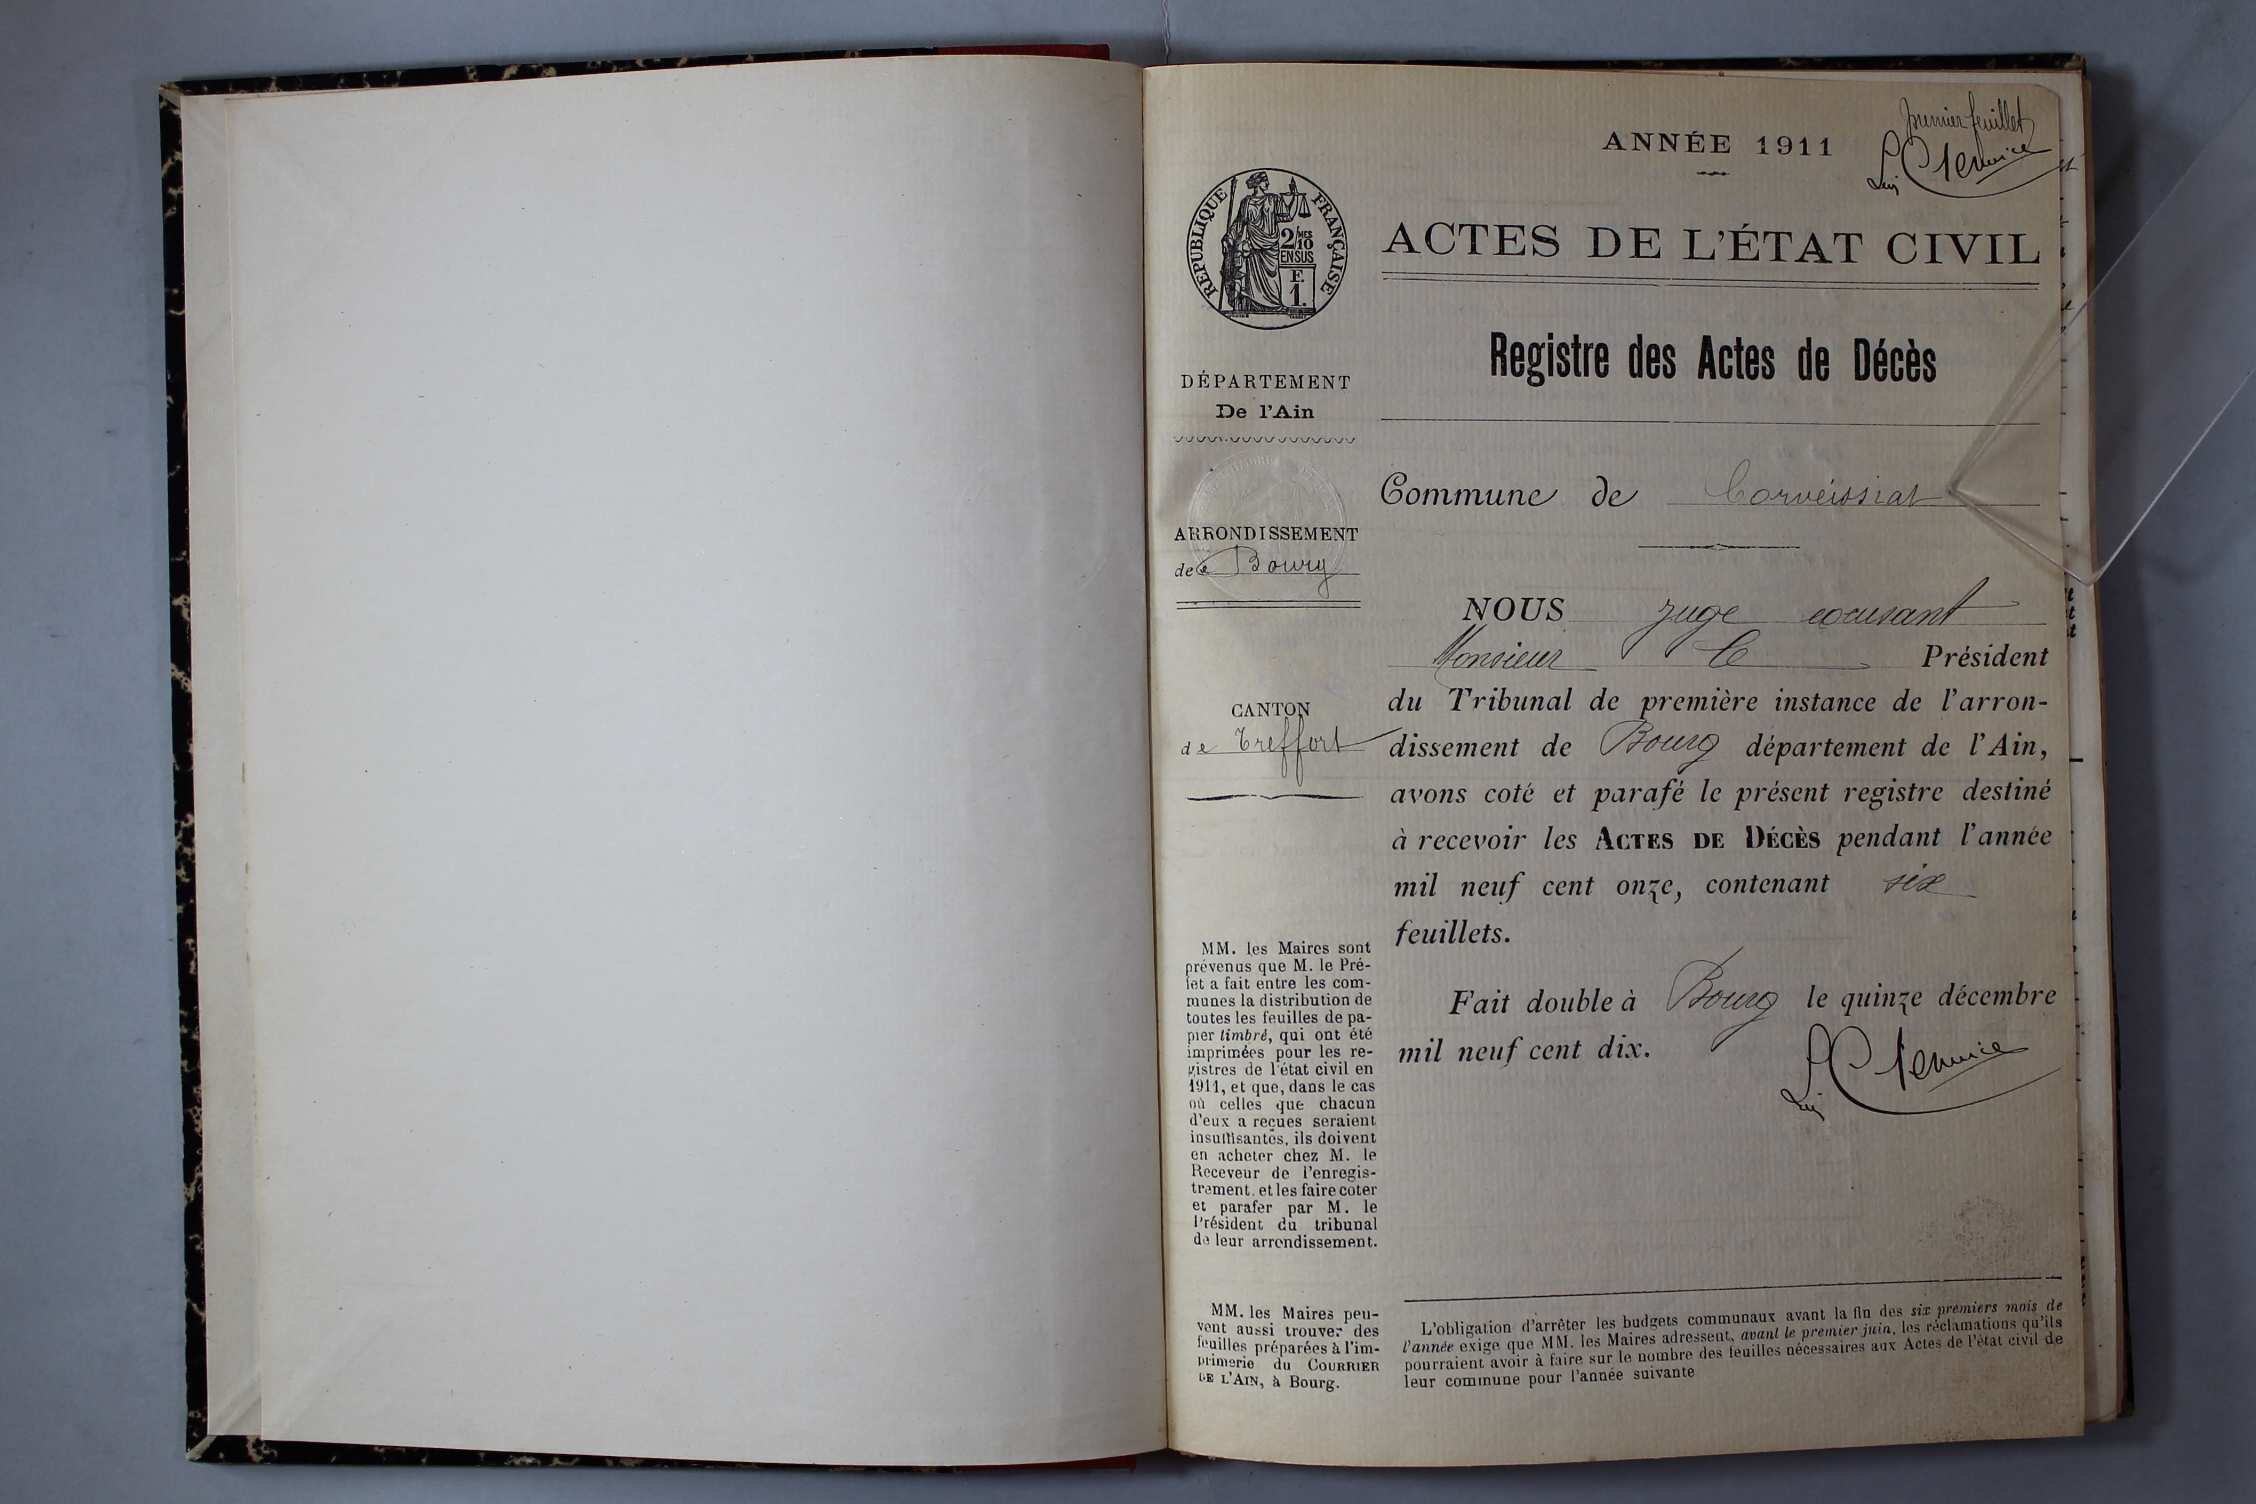 premier feuillet
ANNÉE 1911
ACTES DE L'ÉTAT CIVIL
Registre des Actes de Décès
RÉPUBLIQUE FRANÇAISE
2/10 MES
EN SUS
F.
1.
DÉPARTEMENT
De l'Ain
ARRONDISSEMENT
de Bourg
CANTON
de Treffort
Commune de Corveissiat
NOUS juge
Monsieur le Président
du Tribunal de première instance de l'arron-
dissement de Bourg département de l'Ain,
avons coté et parafé le présent registre destiné
à recevoir les ACTES DE DÉCÈS pendant l'année
mil neuf cent onze, contenant six
feuillets.
Fait double à Bourg le quinze décembre
mil neuf cent dix.
MM. les Maires sont
prévenus que M. le Pré-
fet a fait entre les com-
munes la distribution de
toutes les feuilles de pa-
pier timbré, qui ont été
imprimées pour les re-
gistres de l'état civil en
1911, et que, dans le cas
où celles que chacun
d'eux a reçues seraient
insuffisantes, ils doivent
en acheter chez M. le
Receveur de l'enregis-
trement, et les faire coter
et parafer par M. le
Président du tribunal
de leur arrondissement.
MM. les Maires peu-
vent aussi trouver des
feuilles préparées à l'im-
primerie du COURRIER
DE L'AIN, à Bourg.
L'obligation d'arrêter les budgets communaux avant la fin des six premiers mois de
l'année exige que MM. les Maires adressent, avant le premier juin, les réclamations qu'ils
pourraient avoir à faire sur le nombre des feuilles nécessaires aux Actes de l'état civil de
leur commune pour l'année suivante